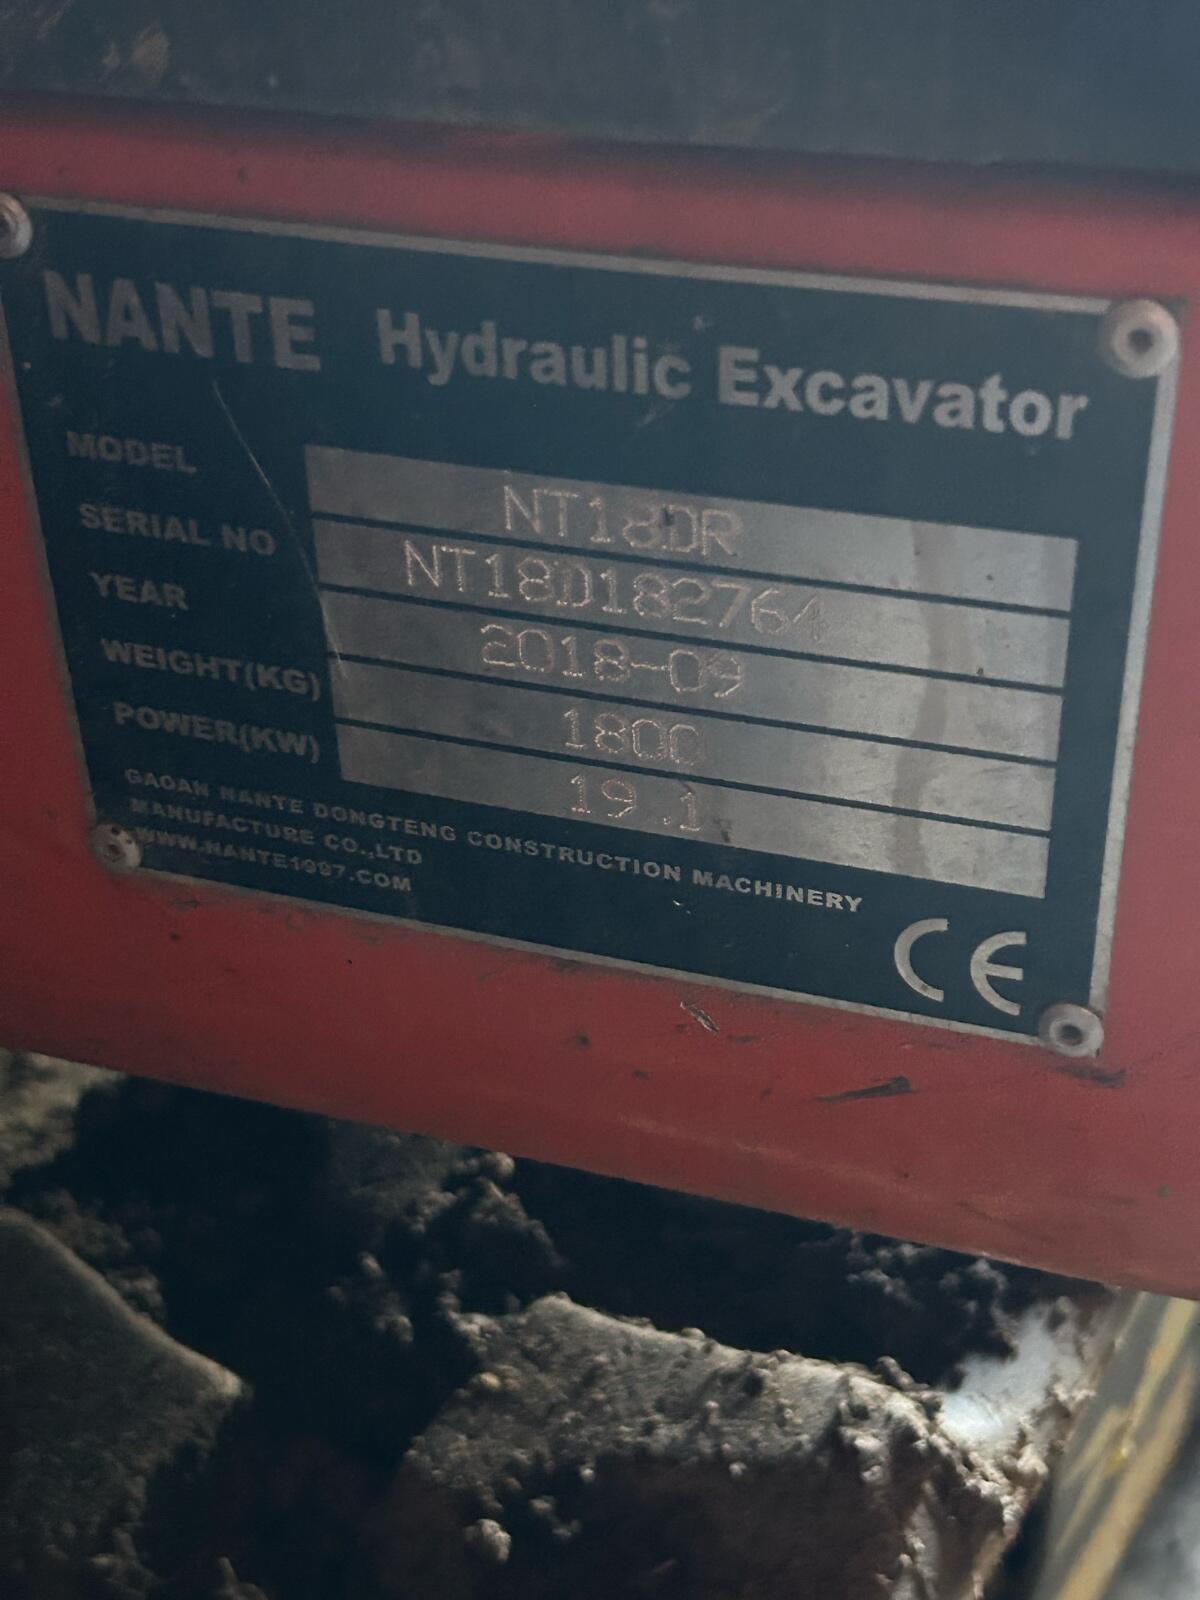 NANTE Hydraulic Excavator
MODEL NT18DR
SERIAL NO NT18D182764
YEAR 2018-09
WEIGHT(KG) 1800
POWER(KW) 19.1
GAOAN NANTE DONGTENG CONSTRUCTION MACHINERY
MANUFACTURE CO.,LTD
WWW.NANTE1997.COM
CE